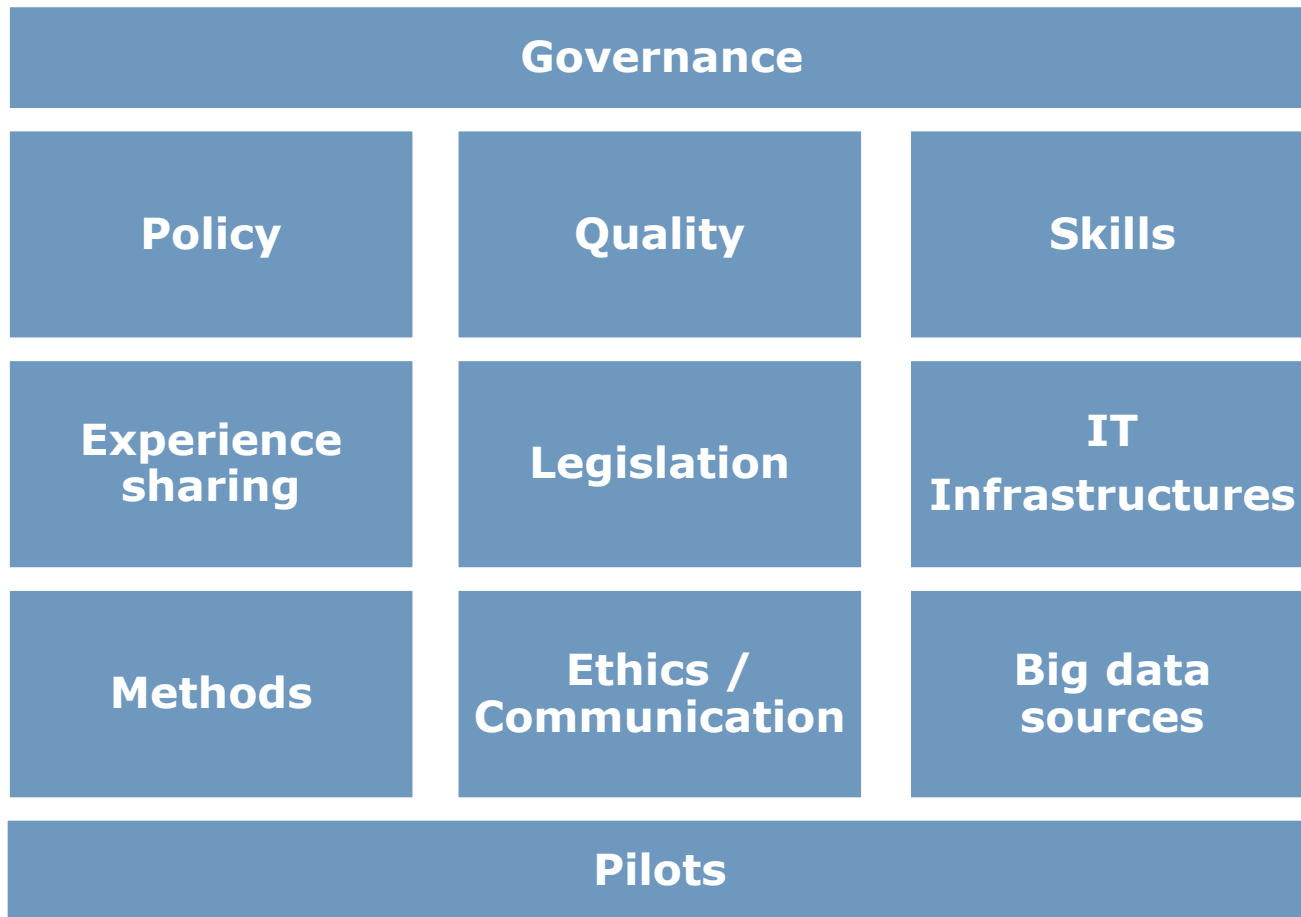 Governance
Policy
Quality
Skills
Experience
sharing
Legislation
IT
Infrastructures
Methods
Ethics /
Communication
Big data
sources
Pilots